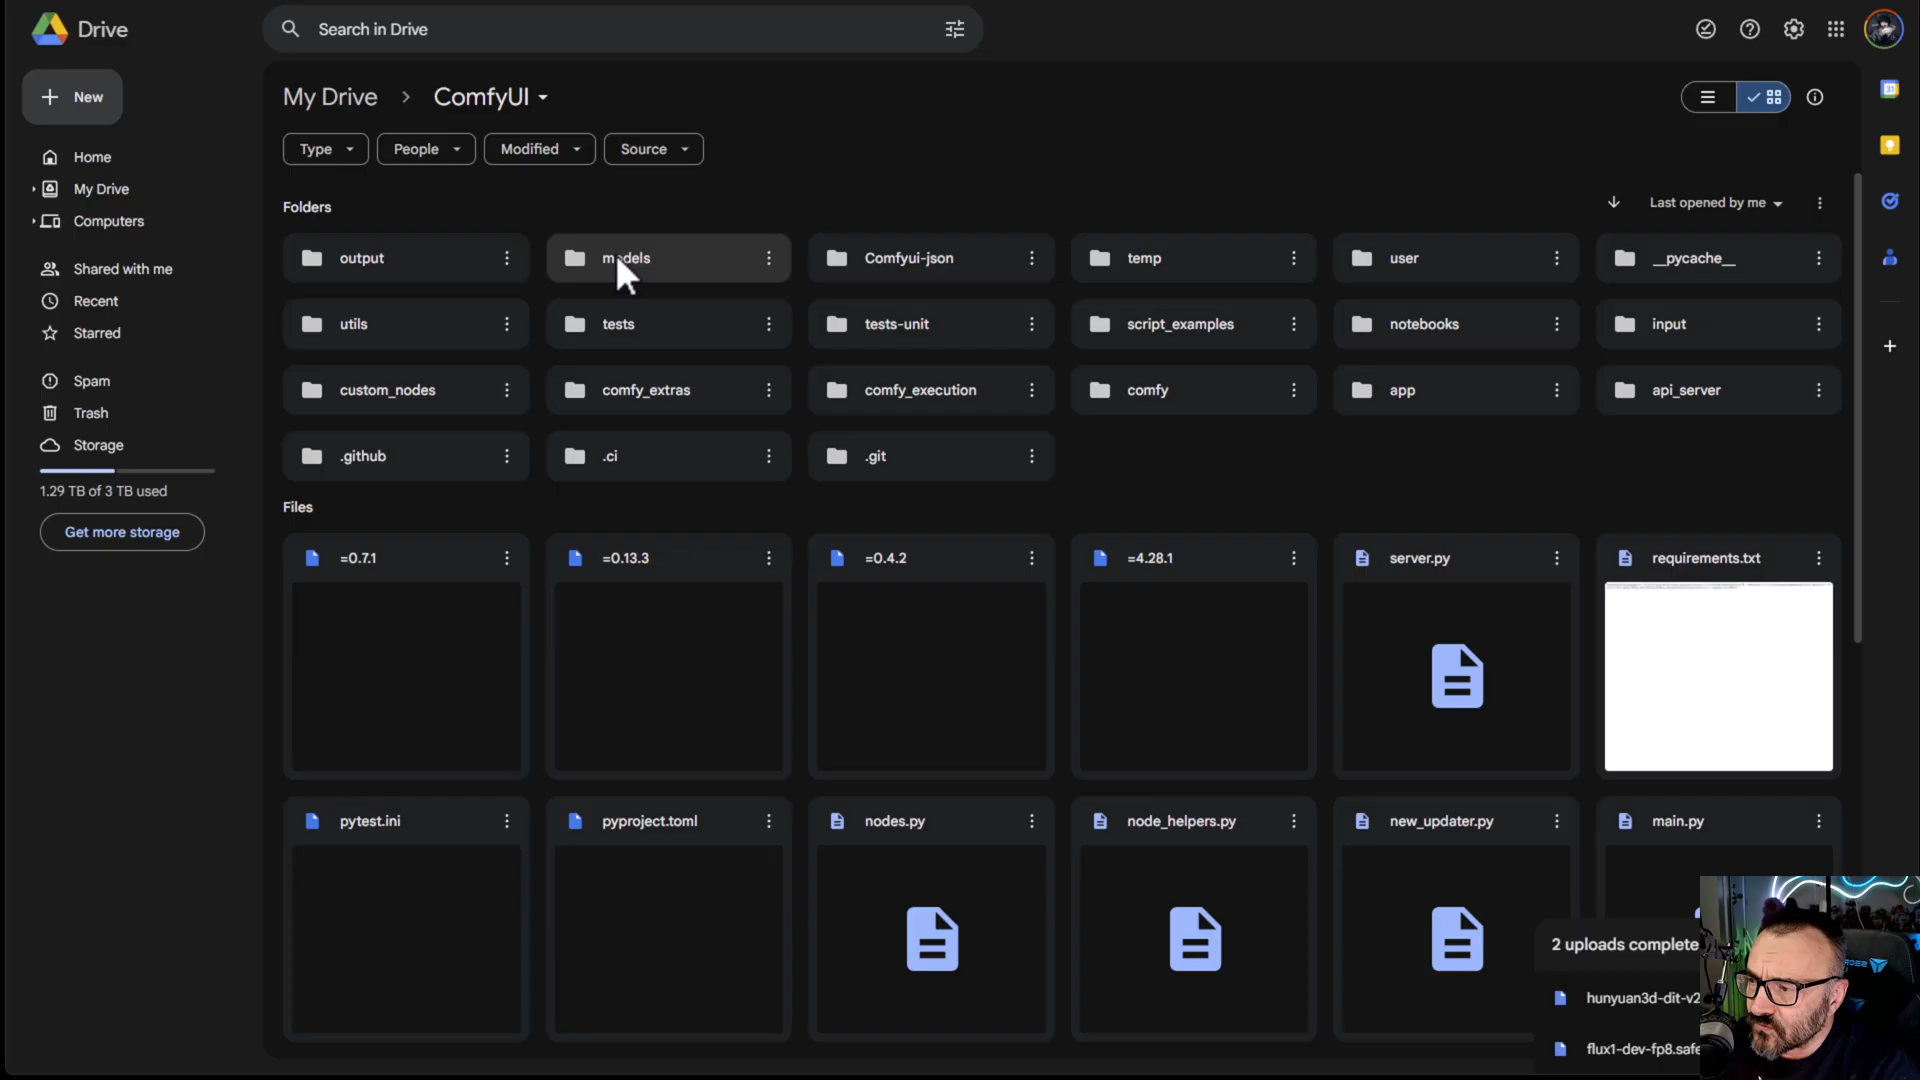 Drive
Search in Drive
New
My Drive
ComfyUI
Type
People
Modified
Source
Home
My Drive
Computers
Shared with me
Recent
Starred
Spam
Trash
Storage
1.29 TB of 3 TB used
Get more storage
Folders
Last opened by me
output
models
Comfyui-json
temp
user
__pycache__
utils
tests
tests-unit
script_examples
notebooks
input
custom_nodes
comfy_extras
comfy_execution
comfy
app
api_server
.github
.ci
.git
Files
=0.7.1
=0.13.3
=0.4.2
=4.28.1
server.py
requirements.txt
pytest.ini
pyproject.toml
nodes.py
node_helpers.py
new_updater.py
main.py
2 uploads complete
hunyuan3d-dit-v2
flux1-dev-fp8.safe
31